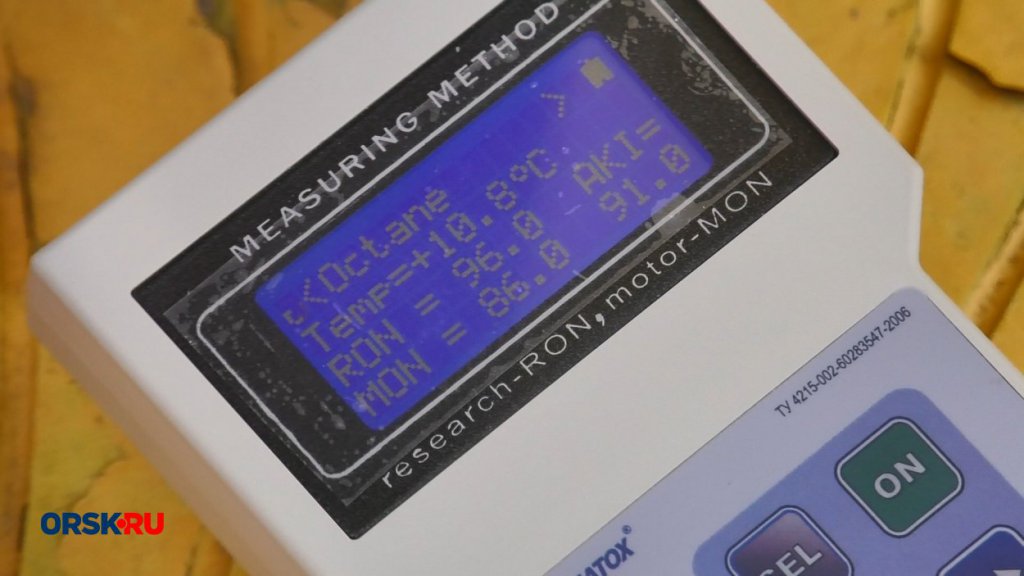 MEASURING METHOD
<Octane >
Temp=+10.8°C
RON = 96.0 AKI=
MON = 86.0 91.0
research-RON,motor-MON
ТУ 4215-002-60283547-2006
ON
ORSK.RU